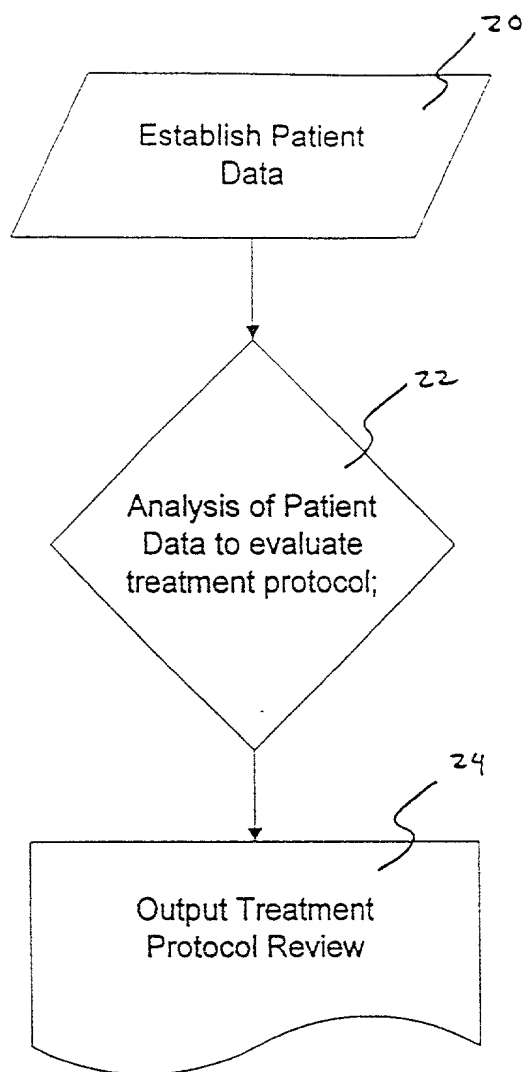 20
Establish Patient
Data
22
Analysis of Patient
Data to evaluate
treatment protocol;
24
Output Treatment
Protocol Review